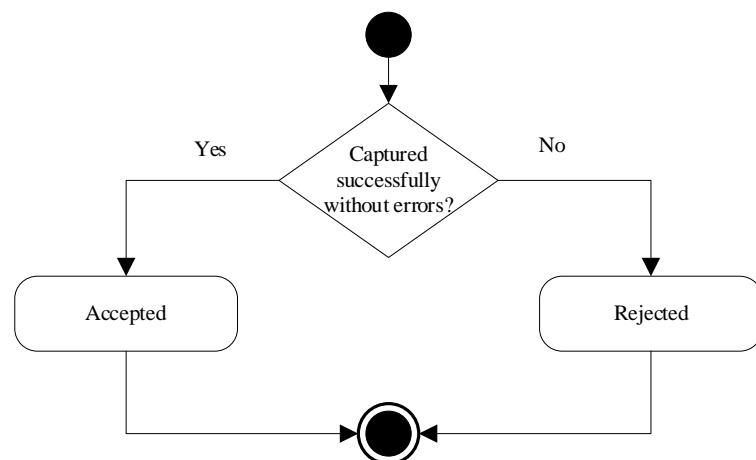 Yes
No
Captured
successfully
without errors?
Accepted
Rejected